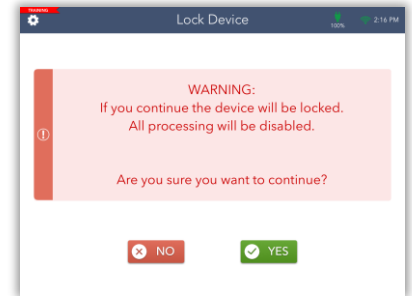 TRAINING
Lock Device
100%
2:16 PM
WARNING:
If you continue the device will be locked.
All processing will be disabled.
Are you sure you want to continue?
NO
YES